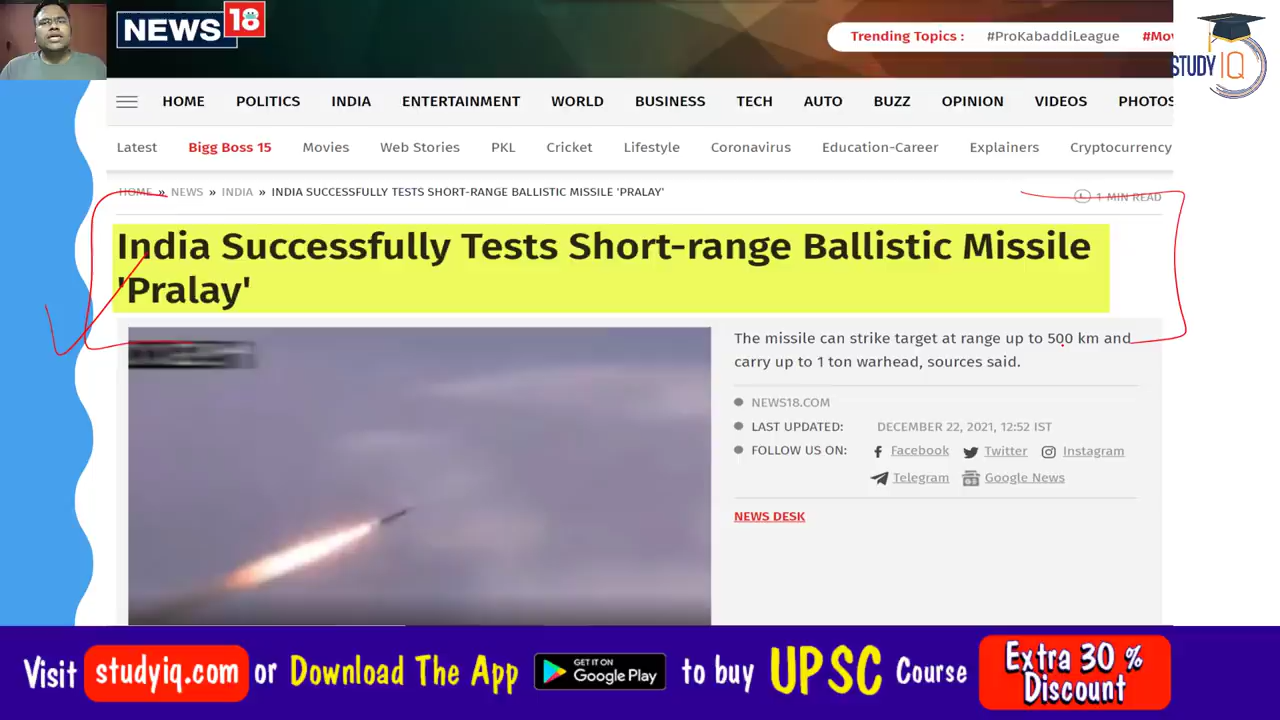 NEWS 18
Trending Topics : #ProKabaddiLeague #Mov
STUDY IQ
HOME POLITICS INDIA ENTERTAINMENT WORLD BUSINESS TECH AUTO BUZZ OPINION VIDEOS PHOTOS
Latest Bigg Boss 15 Movies Web Stories PKL Cricket Lifestyle Coronavirus Education-Career Explainers Cryptocurrency
HOME » NEWS » INDIA » INDIA SUCCESSFULLY TESTS SHORT-RANGE BALLISTIC MISSILE 'PRALAY'
1 MIN READ
India Successfully Tests Short-range Ballistic Missile
'Pralay'
The missile can strike target at range up to 500 km and
carry up to 1 ton warhead, sources said.
NEWS18.COM
LAST UPDATED: DECEMBER 22, 2021, 12:52 IST
FOLLOW US ON: Facebook Twitter Instagram
Telegram Google News
NEWS DESK
Visit studyiq.com or Download The App GET IT ON Google Play to buy UPSC Course Extra 30 % Discount